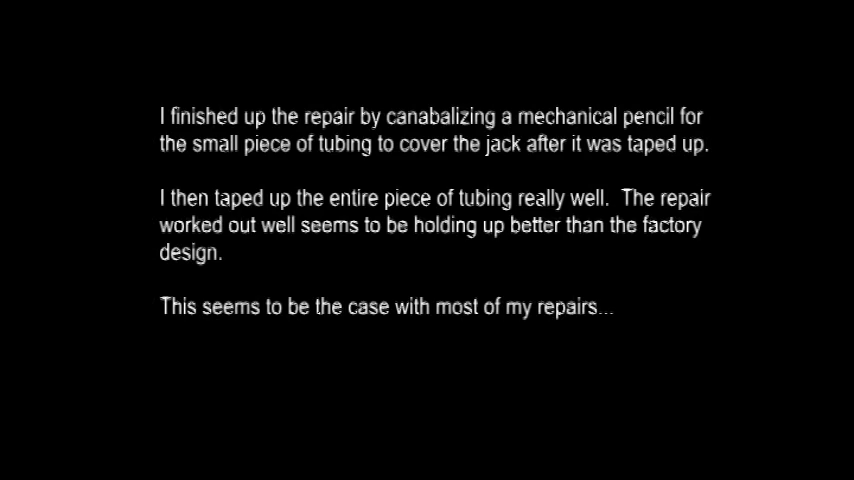 I finished up the repair by canabalizing a mechanical pencil for
the small piece of tubing to cover the jack after it was taped up.
I then taped up the entire piece of tubing really well.  The repair
worked out well seems to be holding up better than the factory
design.
This seems to be the case with most of my repairs...